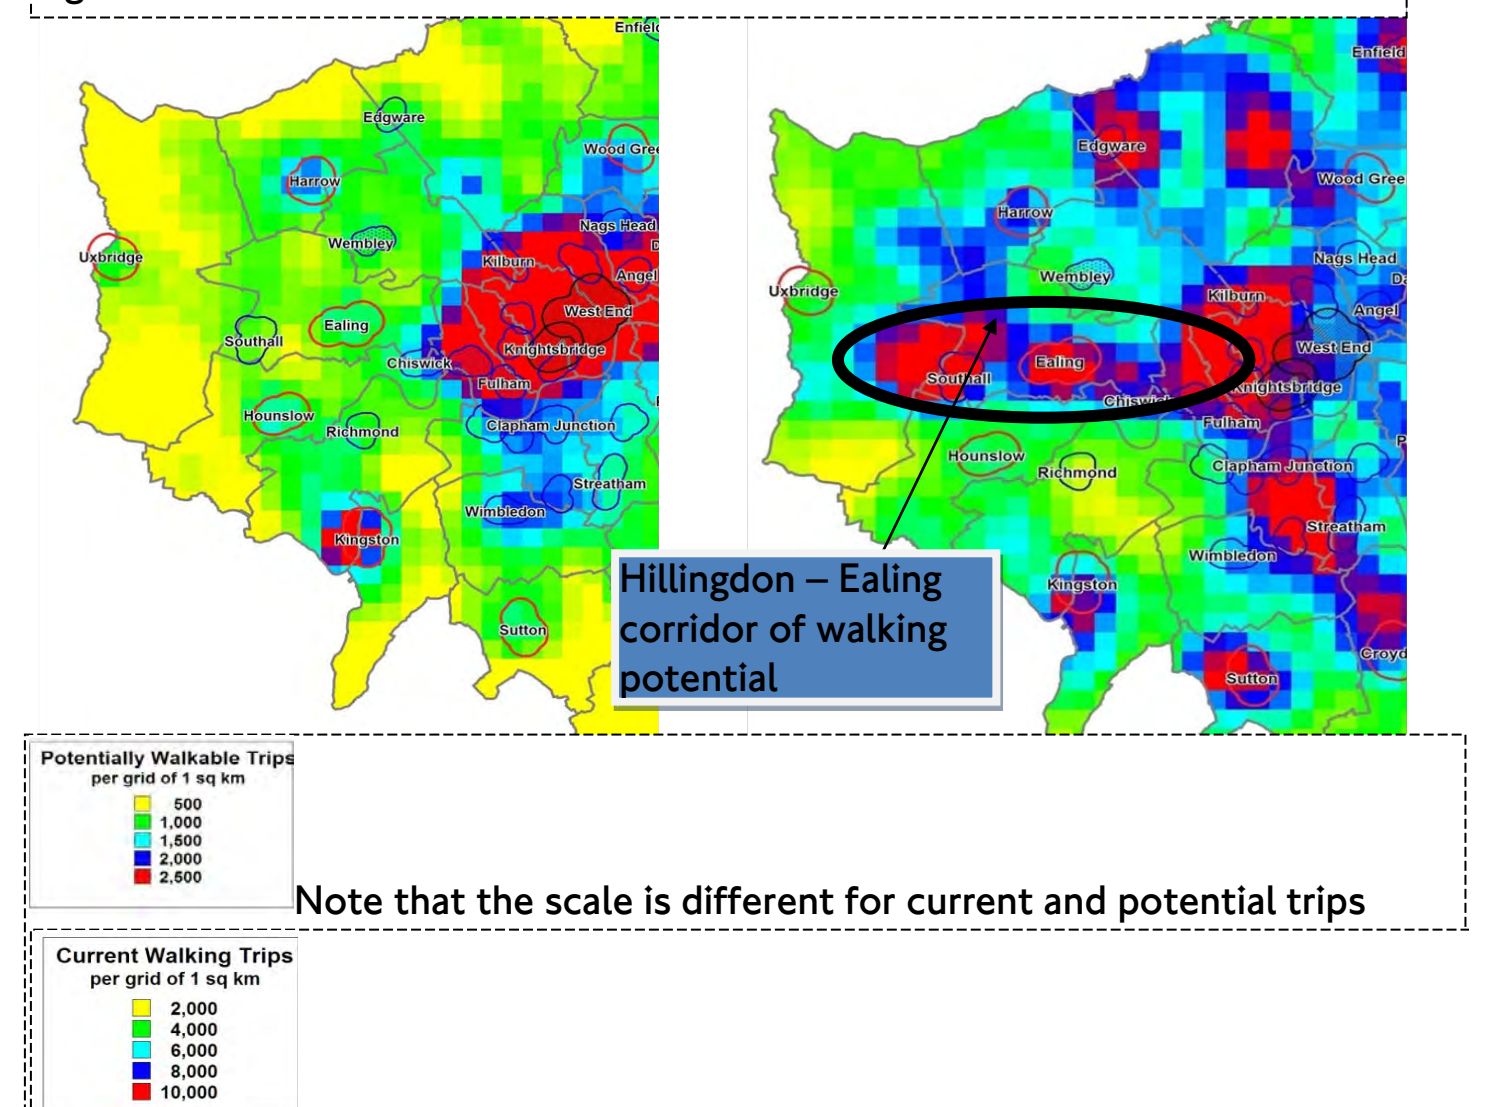 Enfield
Edgware
Wood Gree
Harrow
Nags Head
Wembley
Uxbridge
Kilburn
Angel
West End
Ealing
Southall
Knightsbridge
Chiswick
Fulham
Hounslow
Richmond
Clapham Junction
Streatham
Wimbledon
Kingston
Sutton
Enfield
Edgware
Wood Gree
Harrow
Nags Head
Wembley
Da
Uxbridge
Kilburn
Angel
West End
Ealing
Southall
Knightsbridge
Chiswick
Fulham
Hounslow
Richmond
Clapham Junction
Streatham
Wimbledon
Kingston
Croyd
Sutton
Hillingdon – Ealing
corridor of walking
potential
Potentially Walkable Trips
per grid of 1 sq km
500
1,000
1,500
2,000
2,500
Note that the scale is different for current and potential trips
Current Walking Trips
per grid of 1 sq km
2,000
4,000
6,000
8,000
10,000